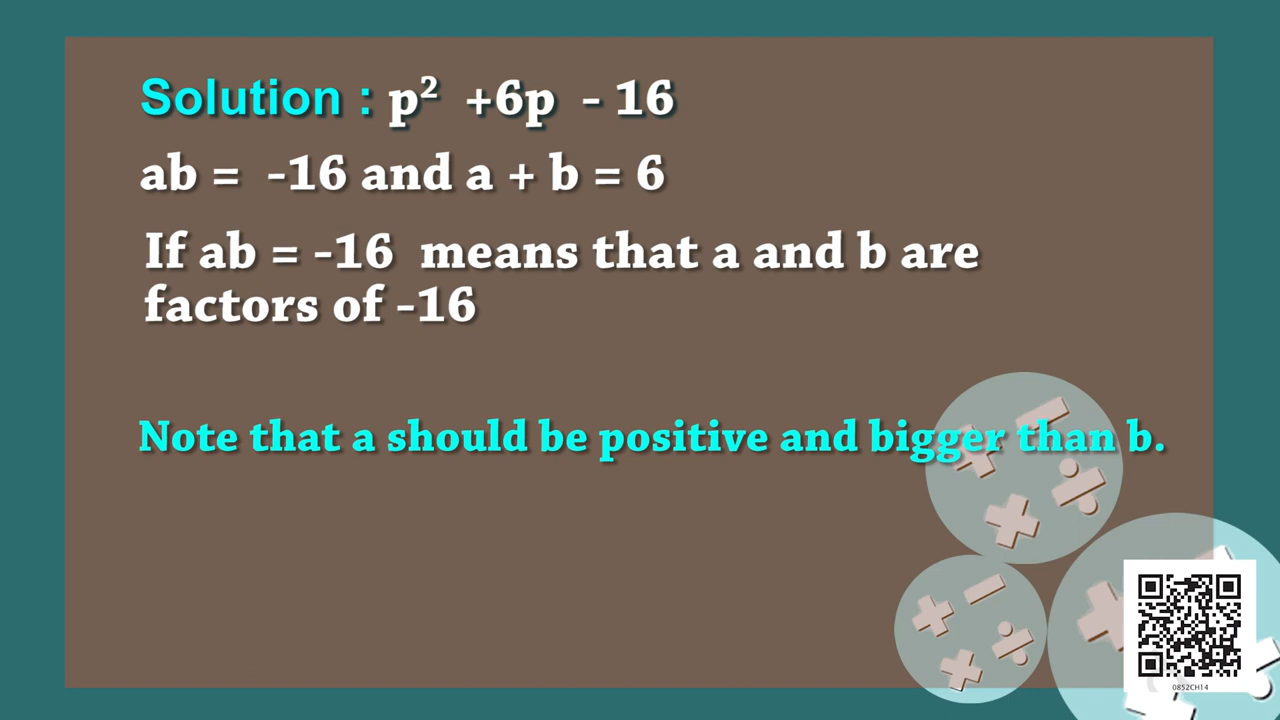 Solution : p² +6p - 16
ab = -16 and a + b = 6
If ab = -16 means that a and b are
factors of -16
Note that a should be positive and bigger than b.
0852CH14